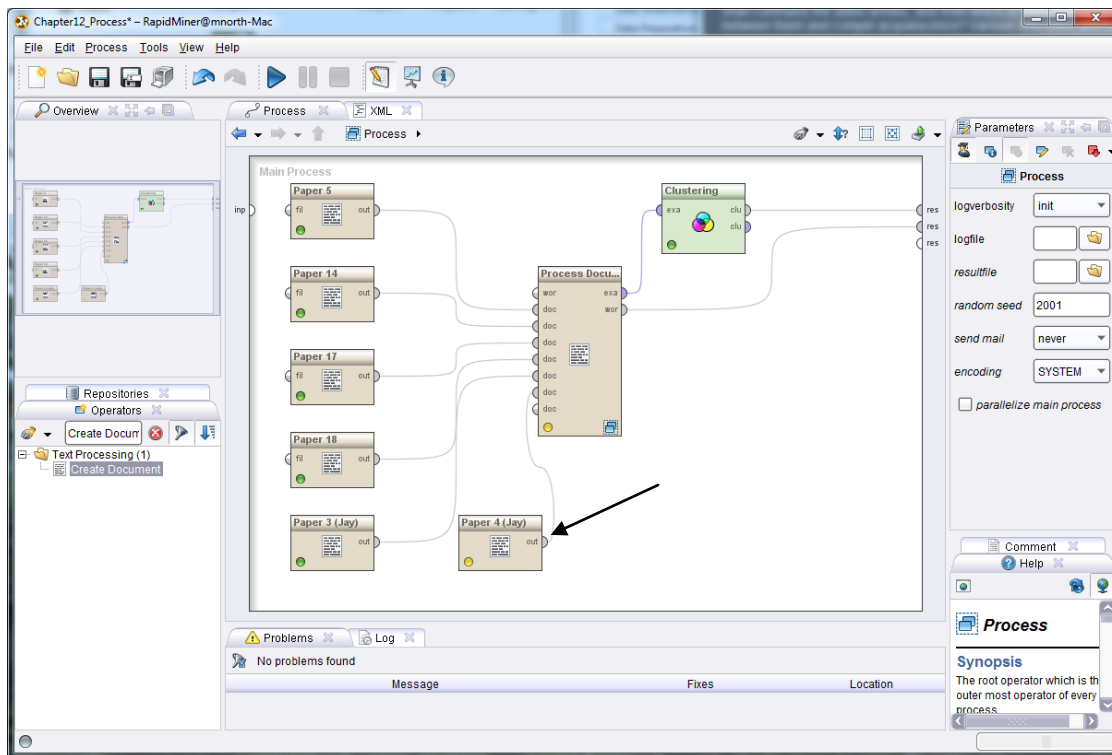 Chapter12_Process* – RapidMiner@mnorth-Mac
File Edit Process Tools View Help
Overview
Process
XML
Process
Parameters
Main Process
Paper 5
inp
fil
out
Paper 14
fil
out
Paper 17
fil
out
Paper 18
fil
out
Paper 3 (Jay)
out
Paper 4 (Jay)
out
Process Docu...
wor
exa
doc
wor
doc
doc
doc
doc
doc
doc
Clustering
exa
clu
clu
res
res
res
Process
logverbosity
init
logfile
resultfile
random seed
2001
send mail
never
encoding
SYSTEM
parallelize main process
Repositories
Operators
Create Docum
Text Processing (1)
Create Document
Problems
Log
No problems found
Message
Fixes
Location
Comment
Help
Process
Synopsis
The root operator which is th
outer most operator of every
process